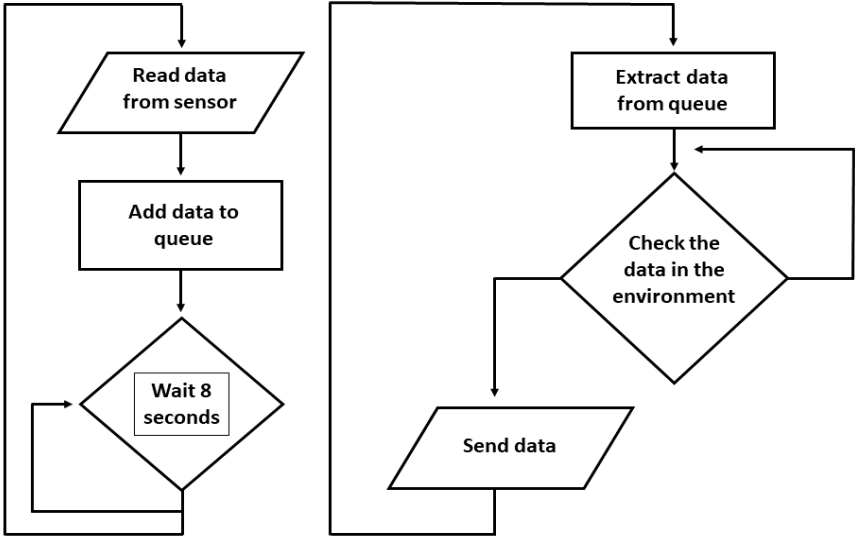 Read data
from sensor
Add data to
queue
Wait 8
seconds
Extract data
from queue
Check the
data in the
environment
Send data